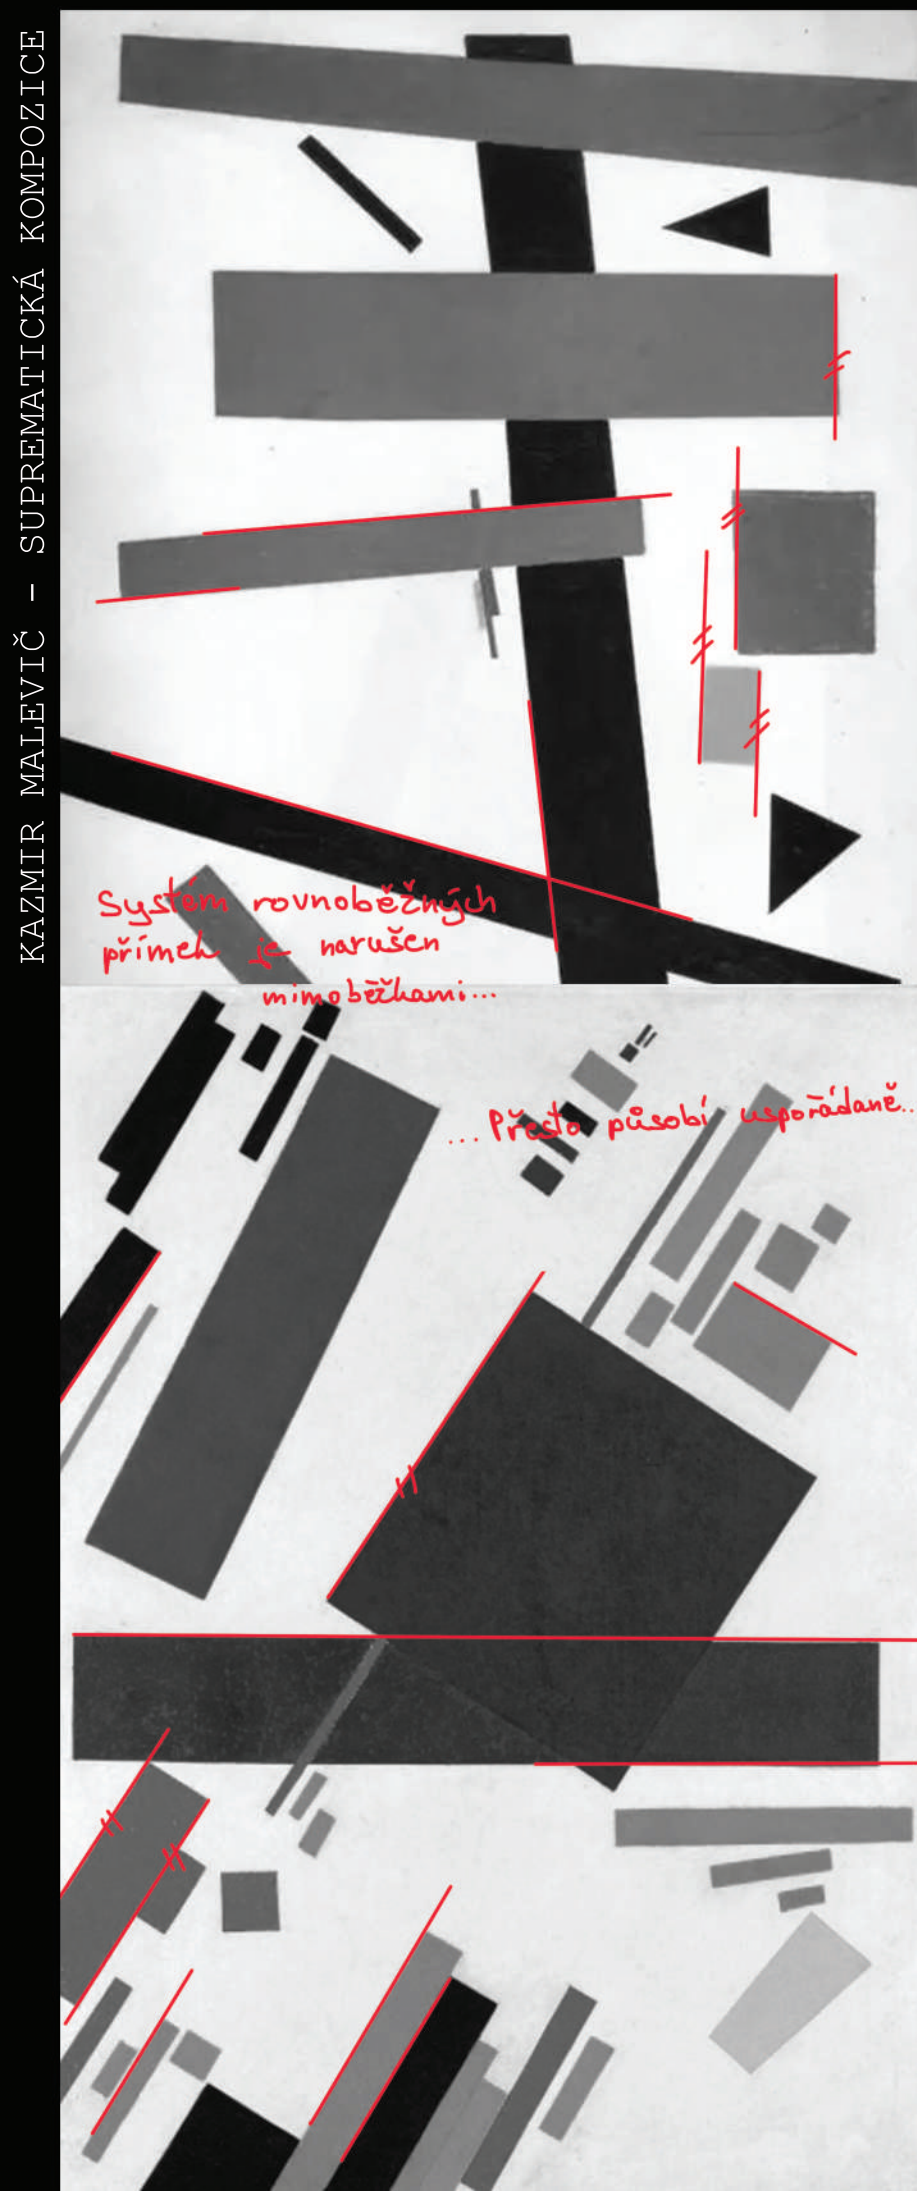 KAZMIR MALEVIČ – SUPREMATICKÁ KOMPOZICE
Systém rovnoběžných
přímek je narušen
mimoběžkami...
...Přesto působí uspořádaně...